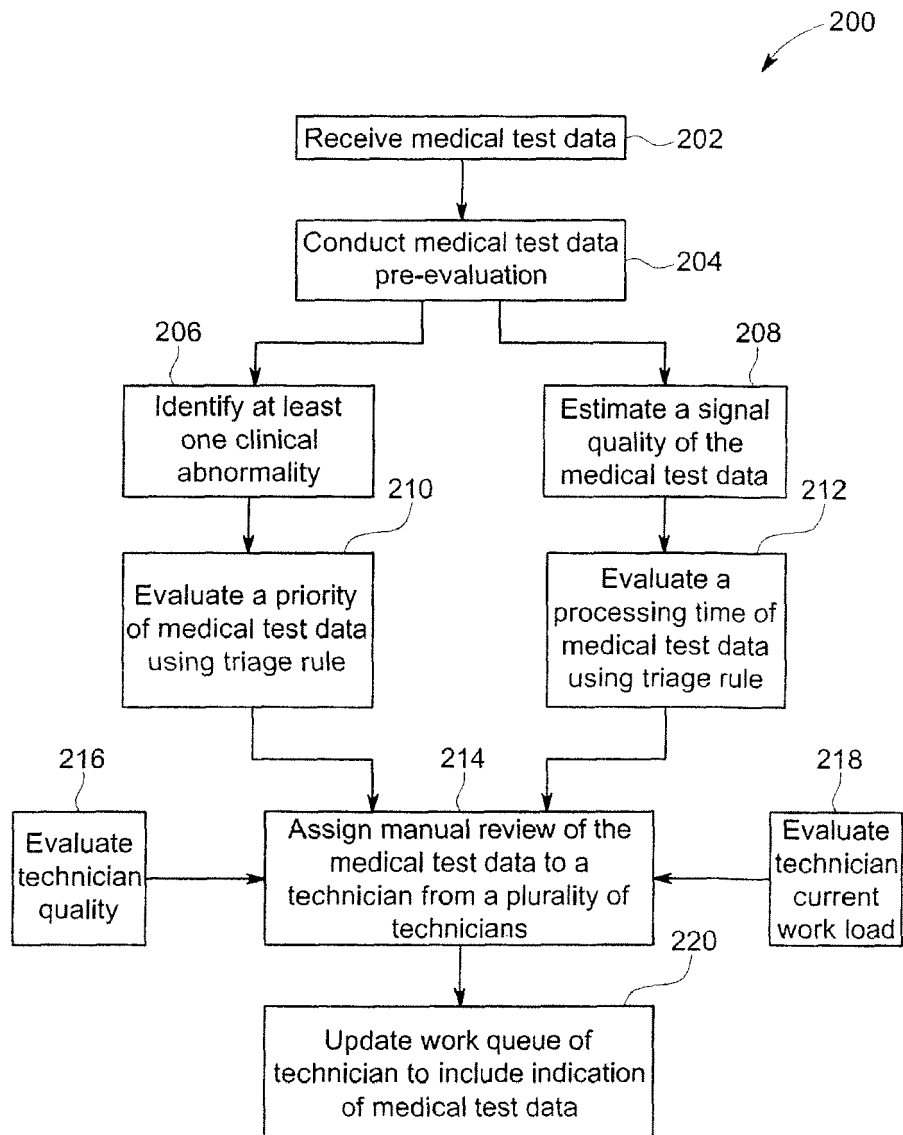 200
Receive medical test data
202
Conduct medical test data
pre-evaluation
204
206
208
Identify at least
one clinical
abnormality
Estimate a signal
quality of the
medical test data
210
212
Evaluate a priority
of medical test data
using triage rule
Evaluate a
processing time of
medical test data
using triage rule
216
214
218
Evaluate
technician
quality
Assign manual review of the
medical test data to a
technician from a plurality of
technicians
Evaluate
technician
current
work load
220
Update work queue of
technician to include indication
of medical test data